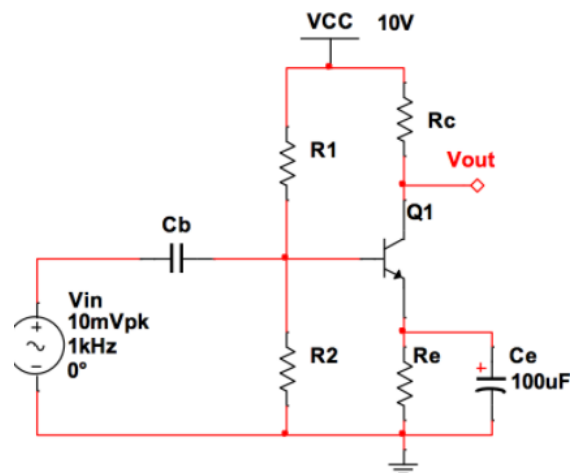 VCC 10V
R1
Rc
Vout
Q1
Cb
Vin
10mVpk
1kHz
0°
R2
Re
Ce
100uF